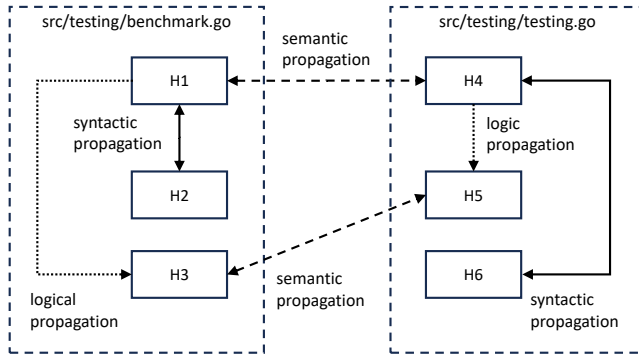 src/testing/benchmark.go
src/testing/testing.go
semantic
propagation
H1
H4
syntactic
propagation
logic
propagation
H2
H5
H3
H6
logical
propagation
semantic
propagation
syntactic
propagation